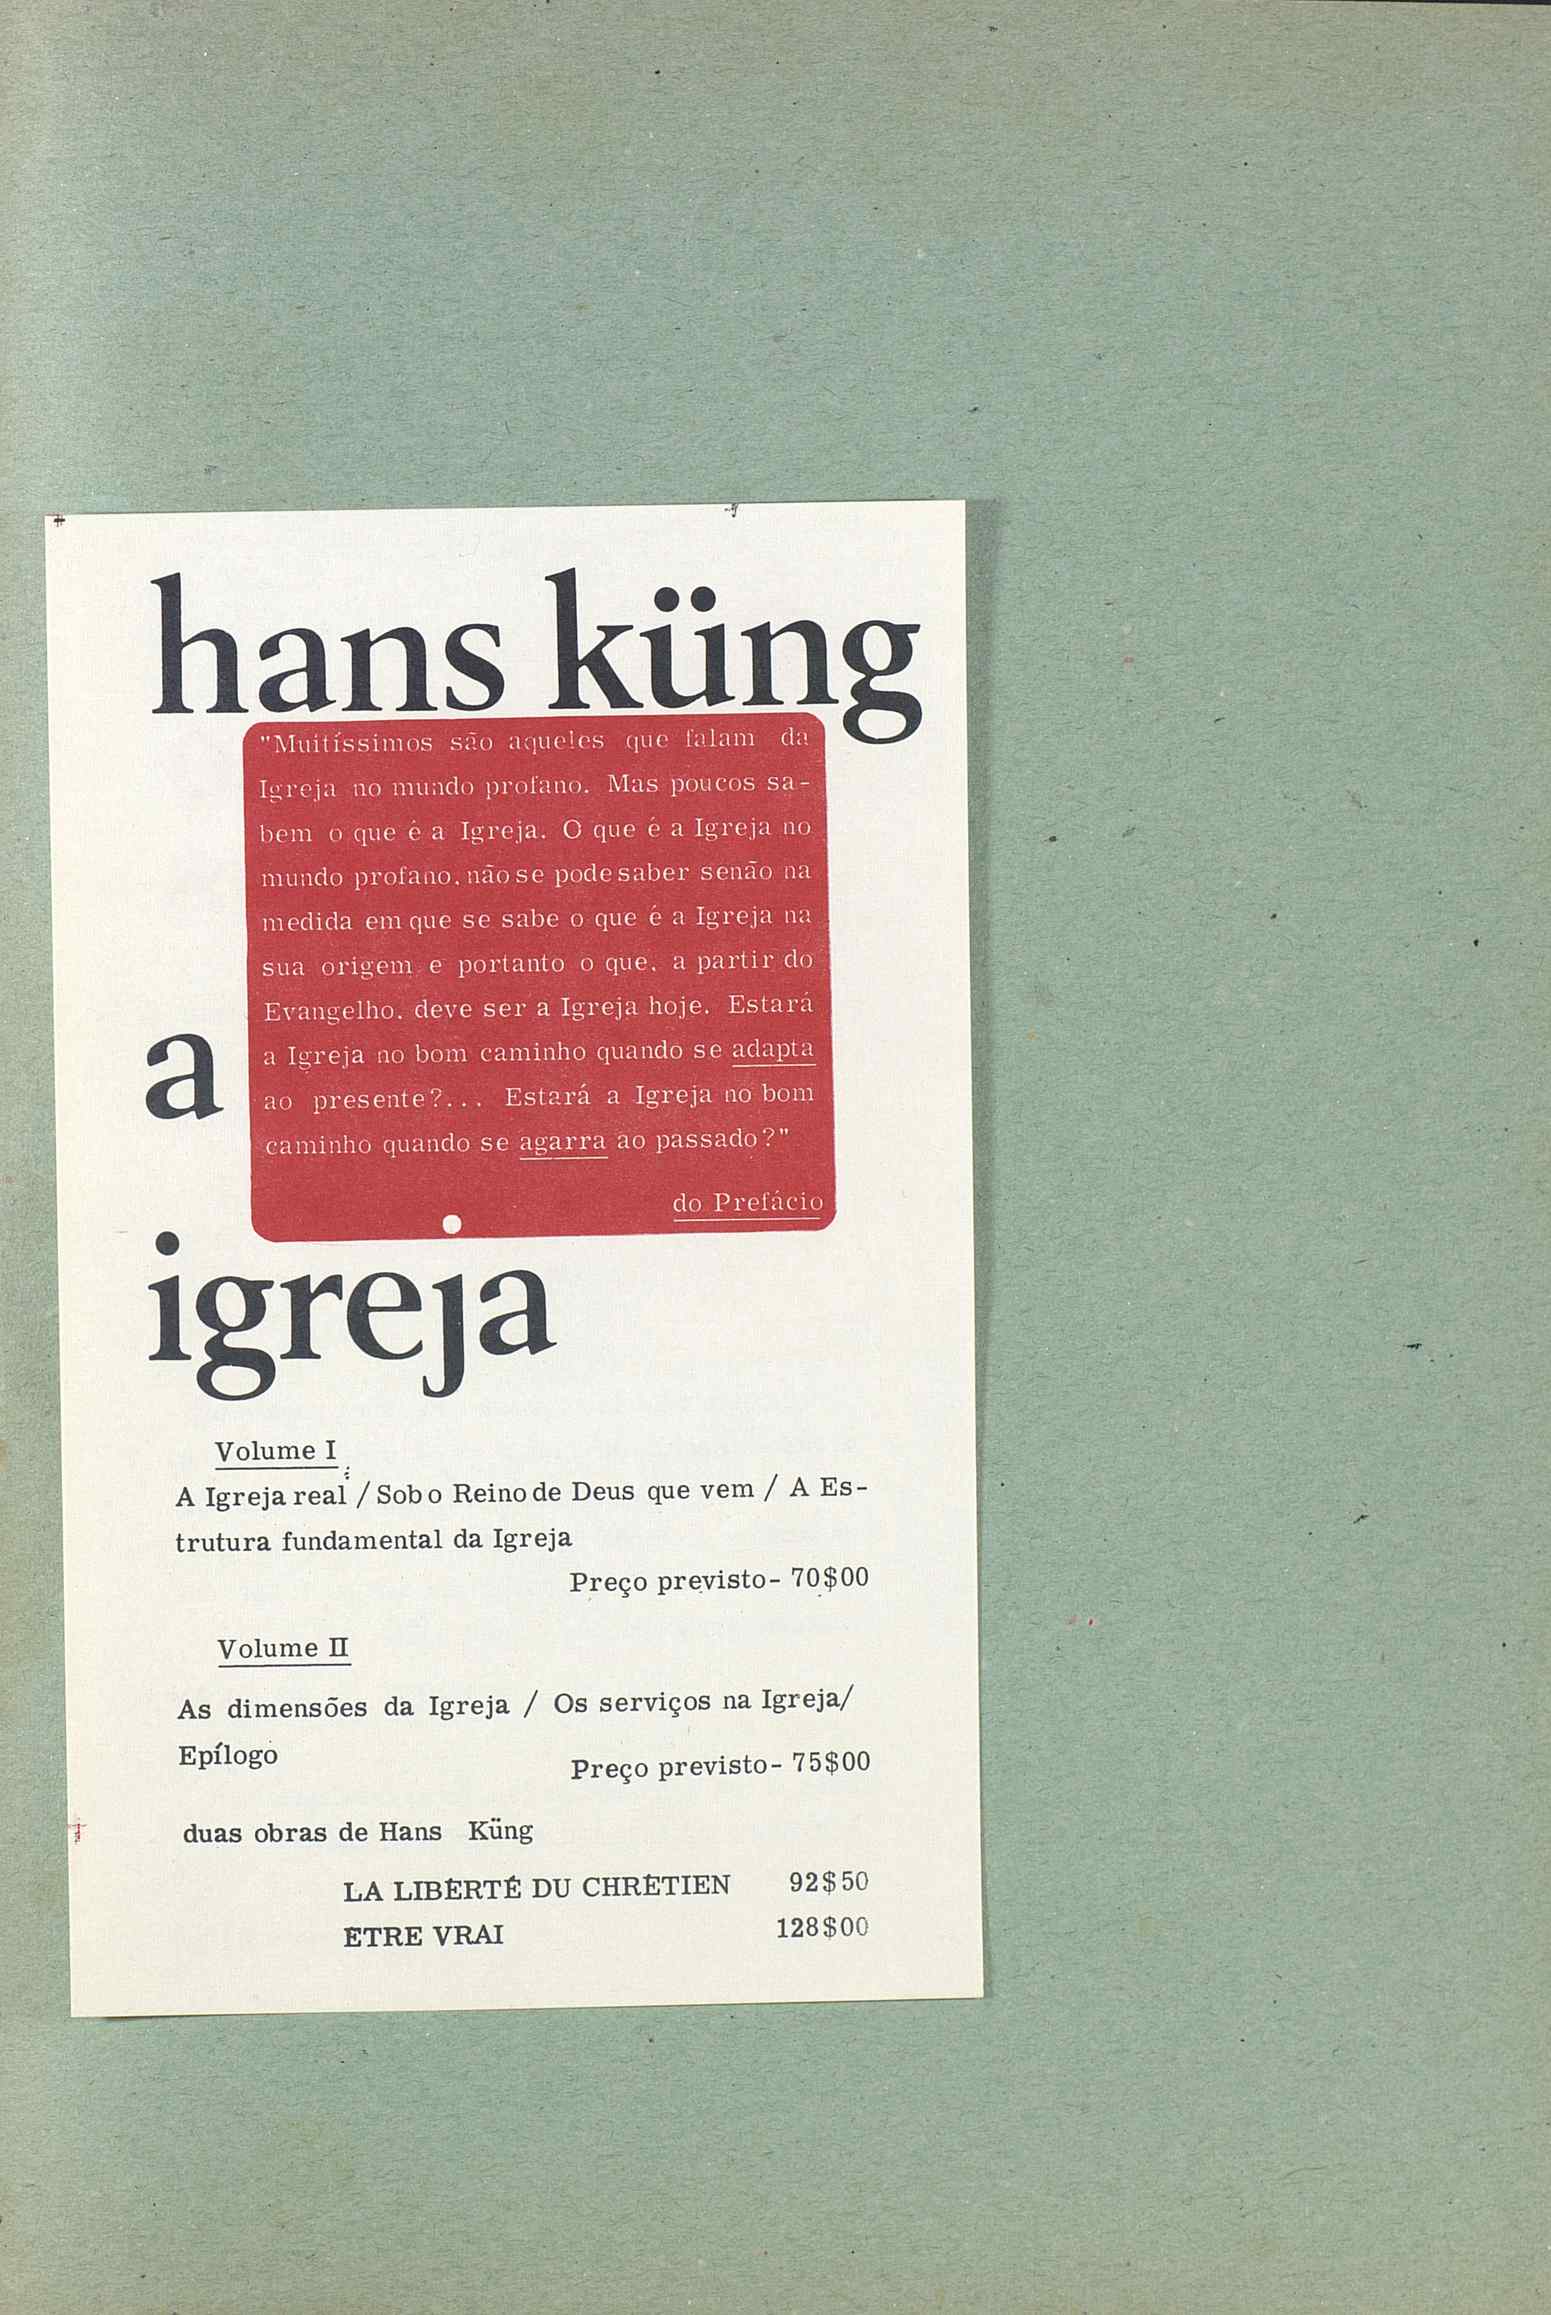 hans küng
"Muitíssimos são aqueles que falam da
Igreja no mundo profano. Mas poucos sa-
bem o que é a Igreja. O que é a Igreja no
mundo profano, não se pode saber senão na
medida em que se sabe o que é a Igreja na
sua origem e portanto o que, a partir do
Evangelho, deve ser a Igreja hoje. Estará
a Igreja no bom caminho quando se adapta
ao presente?... Estará a Igreja no bom
caminho quando se agarra ao passado?"
do Prefácio
a
igreja
Volume I
A Igreja real / Sob o Reino de Deus que vem / A Es-
trutura fundamental da Igreja
Preço previsto- 70$00
Volume II
As dimensões da Igreja / Os serviços na Igreja/
Epílogo
Preço previsto- 75$00
duas obras de Hans Küng
LA LIBÉRTÉ DU CHRÉTIEN 92$50
ETRE VRAI 128$00